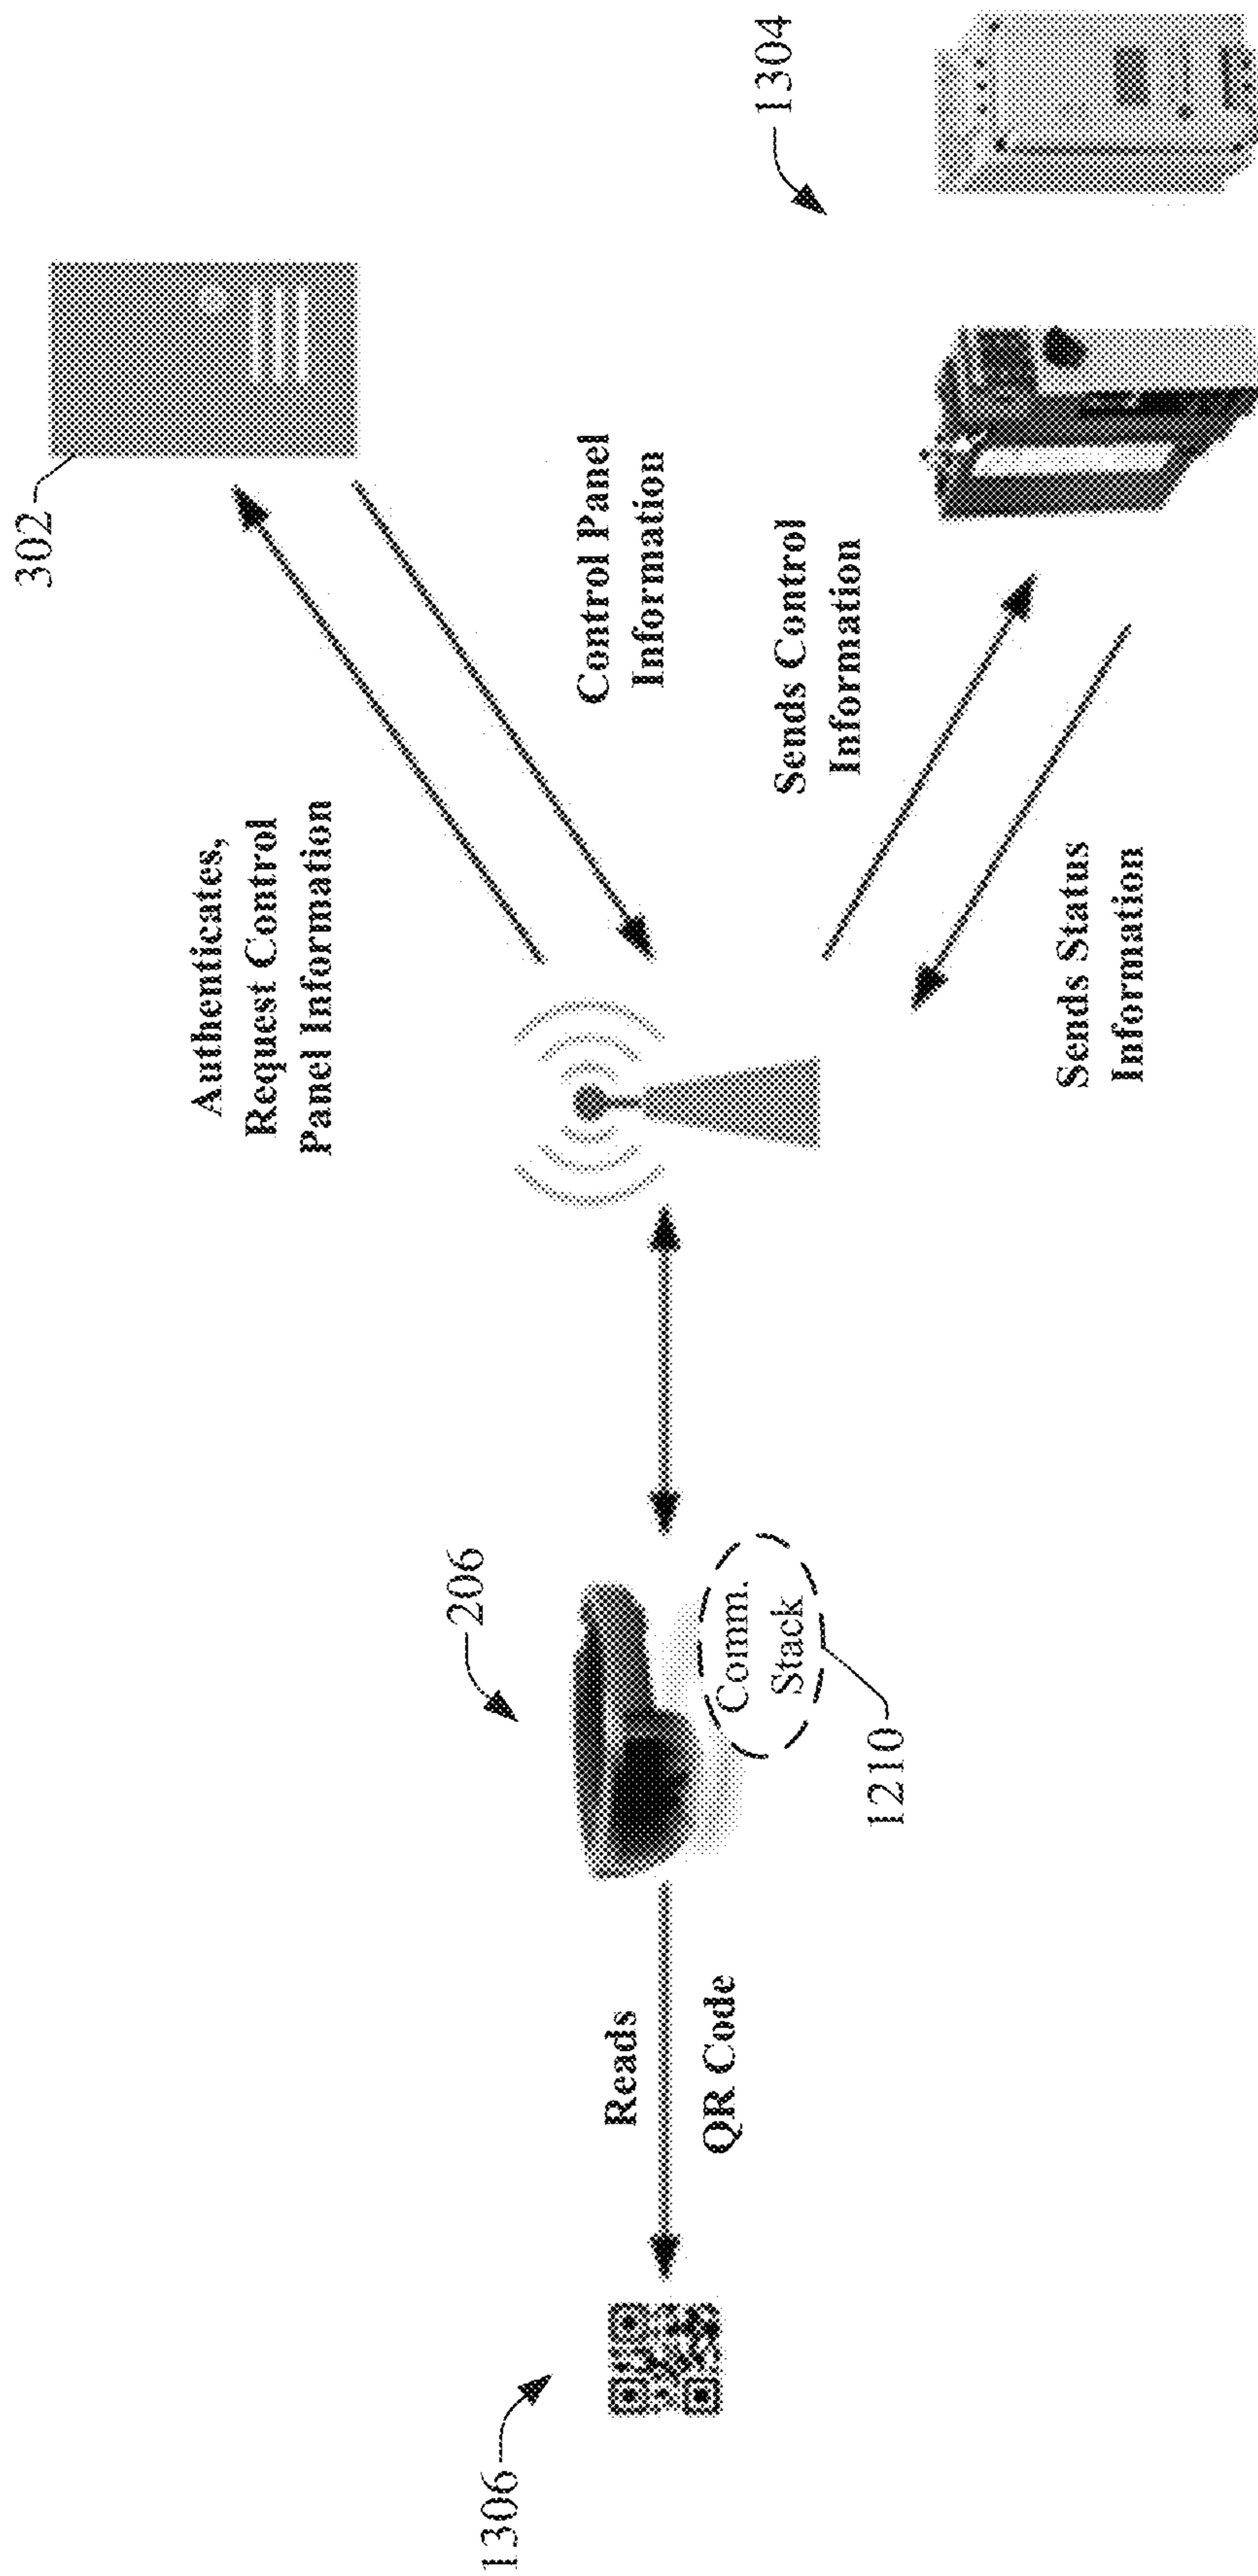 302
1304
Authenticates,
Request Control
Panel Information
Control Panel
Information
Sends Control
Information
Sends Status
Information
206
Comm.
Stack
1210
Reads
QR Code
1306